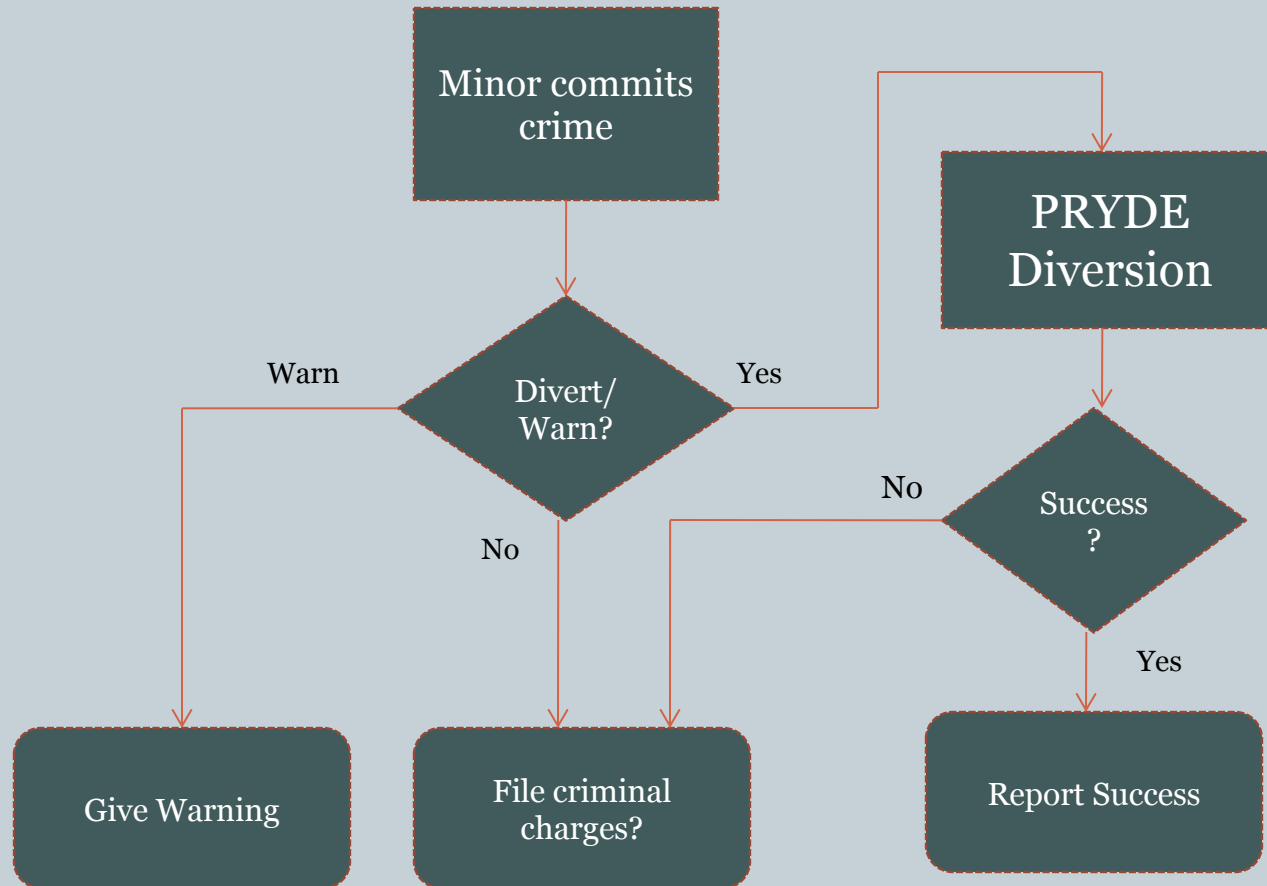 Minor commits
crime
PRYDE
Diversion
Warn
Divert/
Warn?
Yes
No
Success
?
No
Yes
Give Warning
File criminal
charges?
Report Success